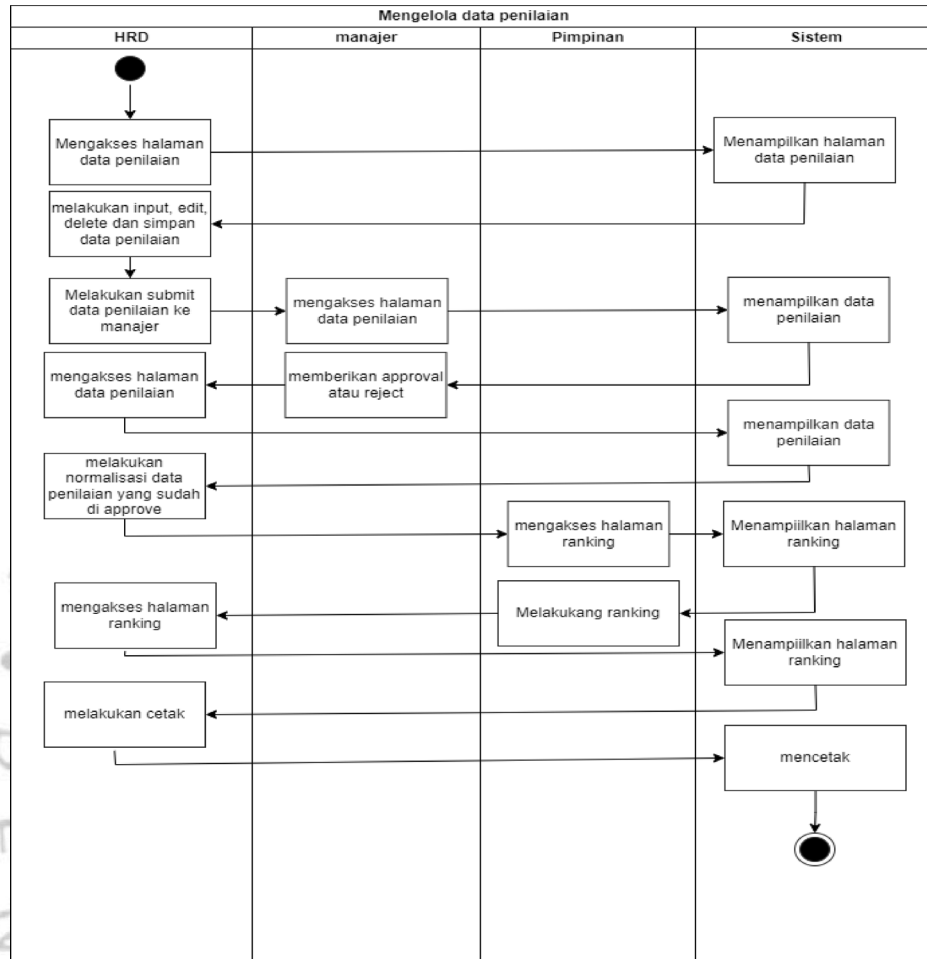 Mengelola data penilaian
HRD
manajer
Pimpinan
Sistem
Mengakses halaman
data penilaian
Menampilkan halaman
data penilaian
melakukan input, edit,
delete dan simpan
data penilaian
Melakukan submit
data penilaian ke
manajer
mengakses halaman
data penilaian
menampilkan data
penilaian
mengakses halaman
data penilaian
memberikan approval
atau reject
menampilkan data
penilaian
melakukan
normalisasi data
penilaian yang sudah
di approve
mengakses halaman
ranking
Menampiilkan halaman
ranking
mengakses halaman
ranking
Melakukang ranking
Menampiilkan halaman
ranking
melakukan cetak
mencetak